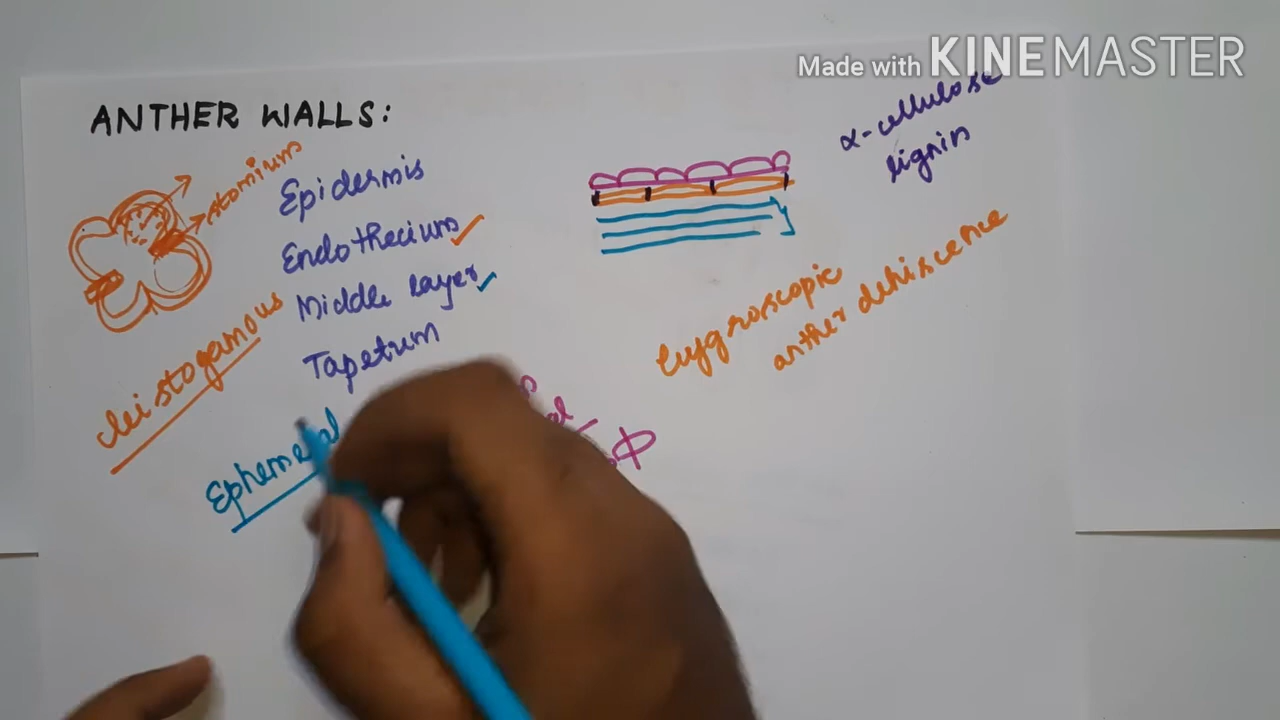 Made with KINEMASTER
ANTHER WALLS:
stomium
Epidermis
Endothecium
Middle layer
Tapetum
cleistogamous
Ephemeral
α-cellulose
lignin
hygroscopic
anther dehiscence